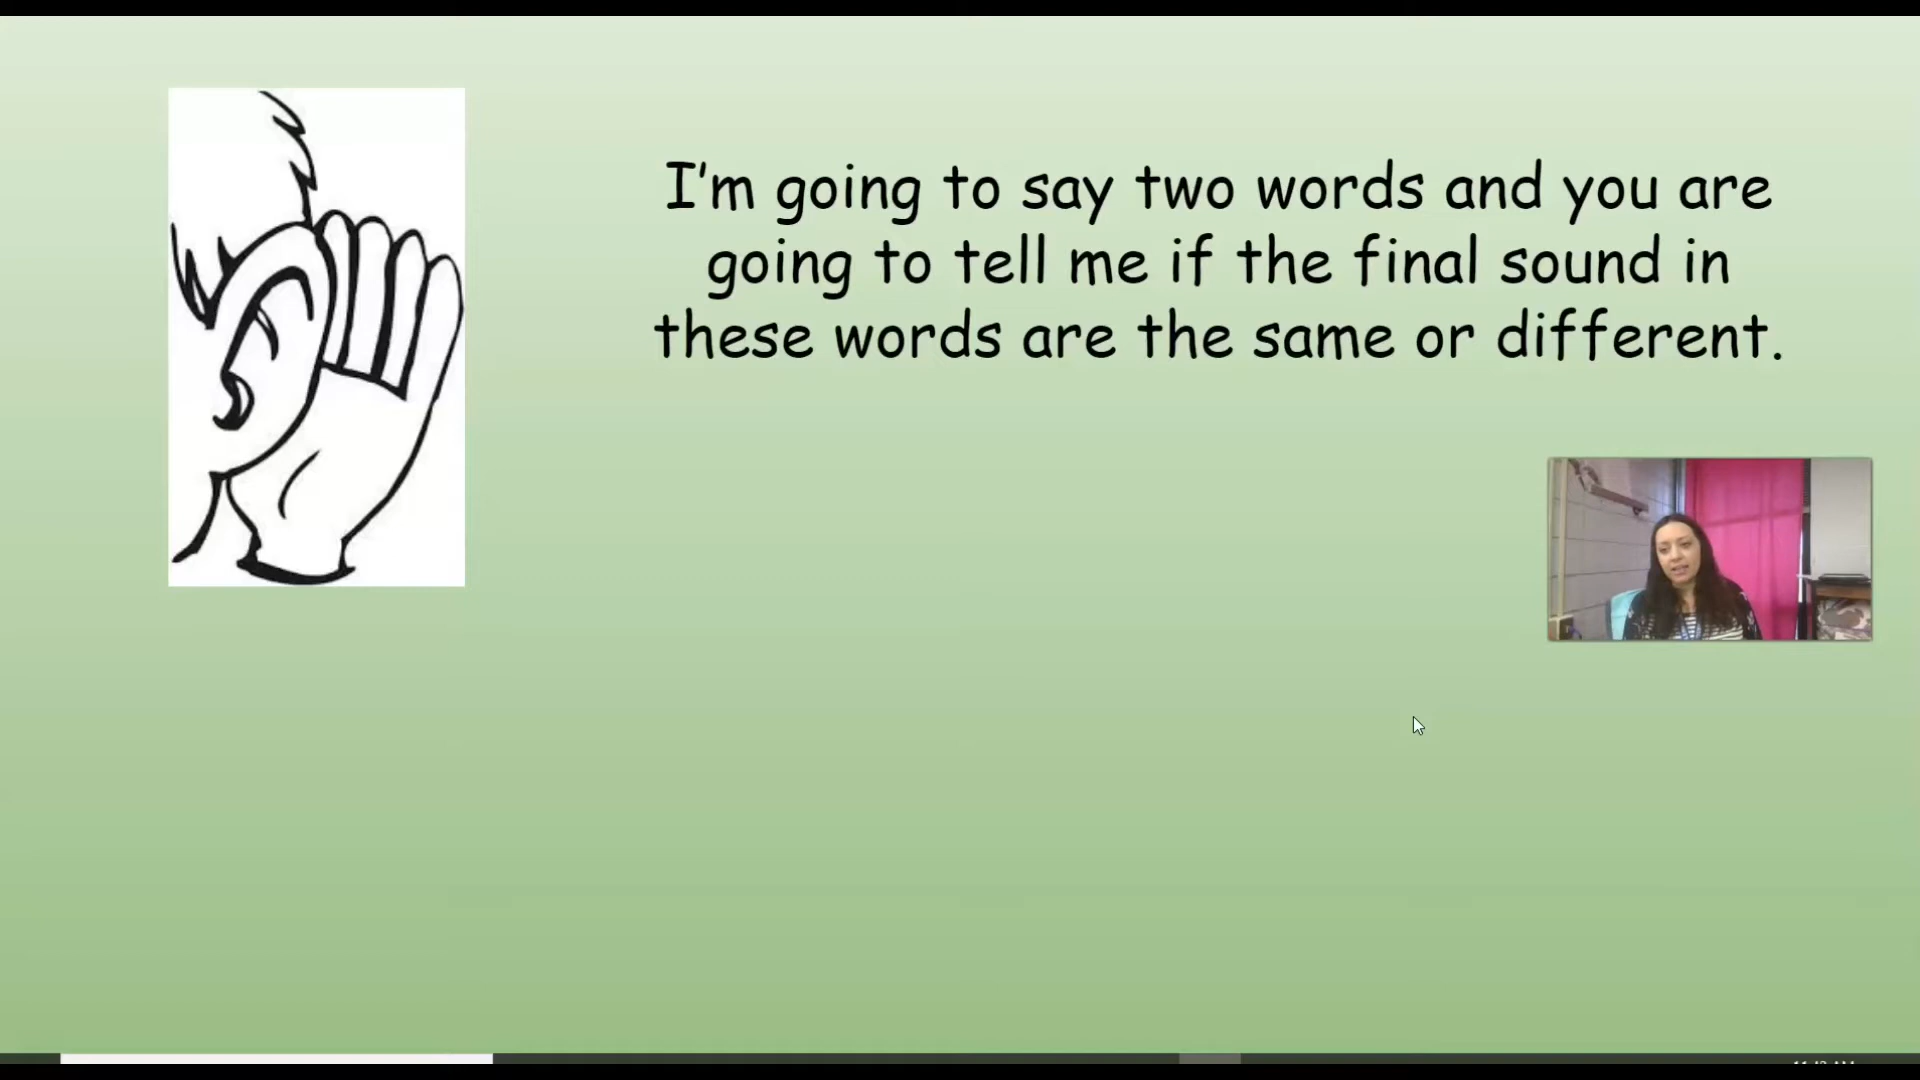 I'm going to say two words and you are
going to tell me if the final sound in
these words are the same or different.